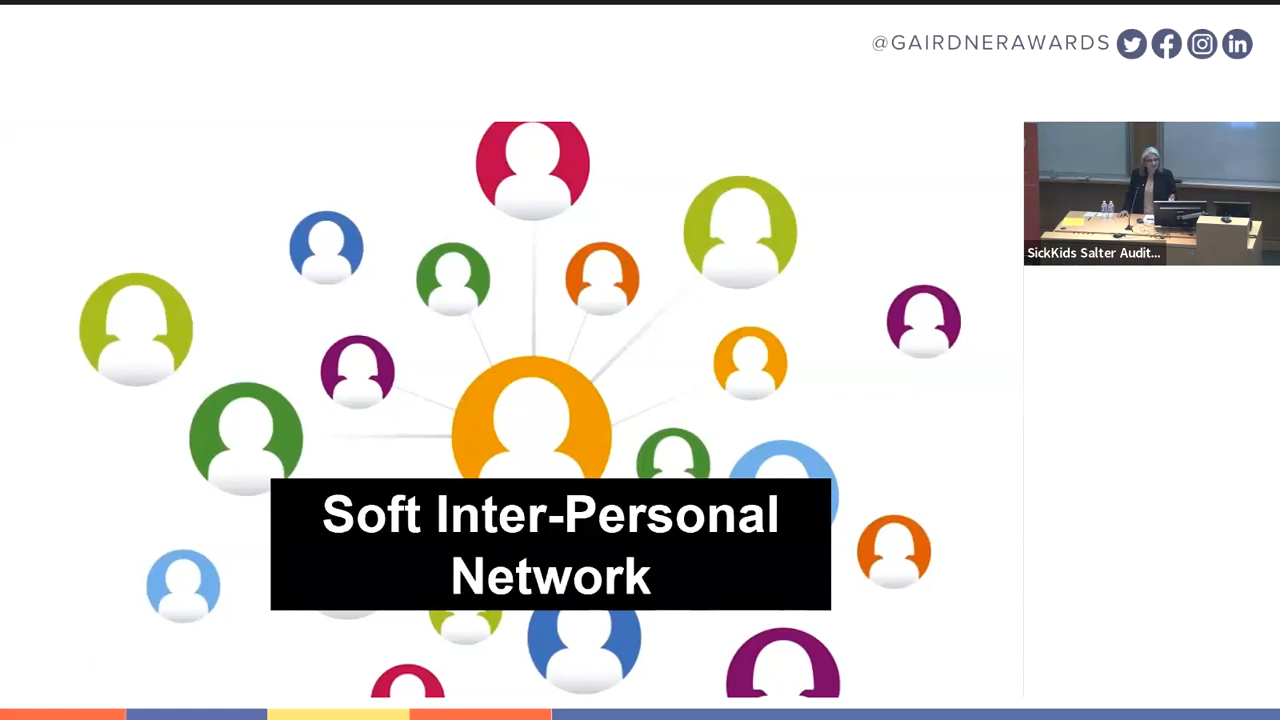 @GAIRDNERAWARDS
SickKids Salter Audit...
Soft Inter-Personal
Network